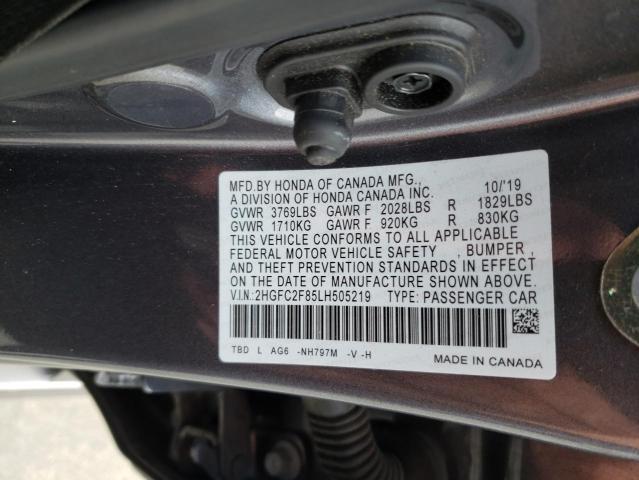 MFD.BY HONDA OF CANADA MFG.,
A DIVISION OF HONDA CANADA INC. 10/'19
GVWR 3769LBS GAWR F 2028LBS R 1829LBS
GVWR 1710KG GAWR F 920KG R 830KG
THIS VEHICLE CONFORMS TO ALL APPLICABLE
FEDERAL MOTOR VEHICLE SAFETY , BUMPER ,
AND THEFT PREVENTION STANDARDS IN EFFECT
ON THE DATE OF MANUFACTURE SHOWN ABOVE.
V.I.N.:2HGFC2F85LH505219 TYPE: PASSENGER CAR
TBD L AG6 -NH797M -V -H
MADE IN CANADA